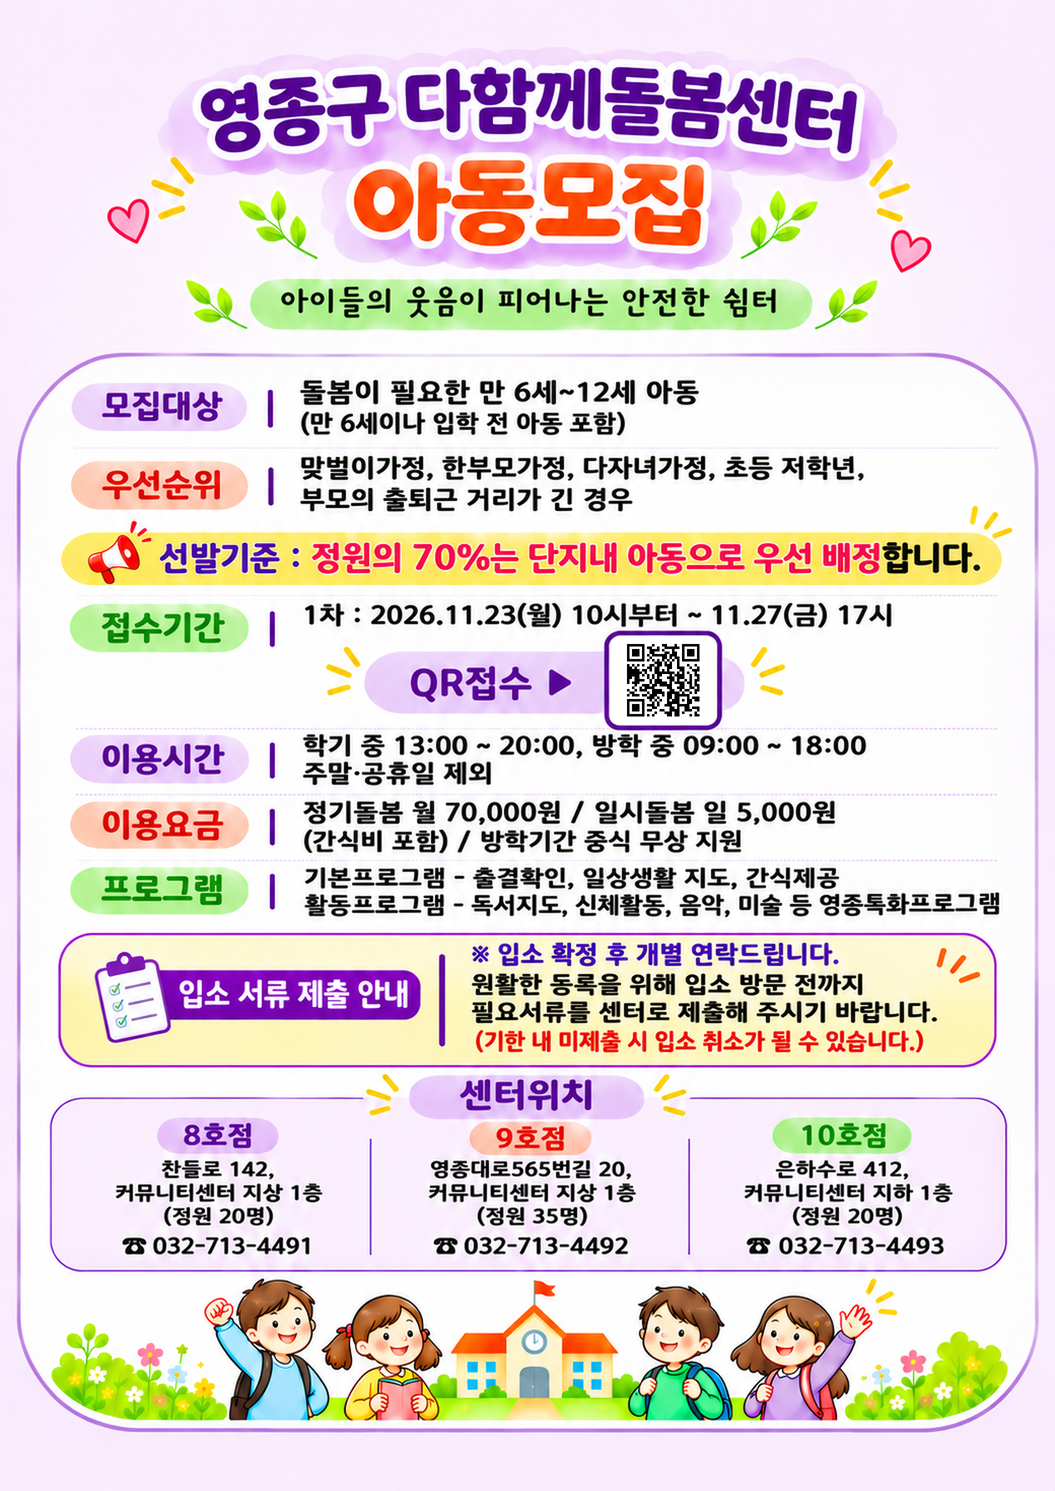 영종구 다함께돌봄센터
아동모집
아이들의 웃음이 피어나는 안전한 쉼터
모집대상
돌봄이 필요한 만 6세~12세 아동
(만 6세이나 입학 전 아동 포함)
우선순위
맞벌이가정, 한부모가정, 다자녀가정, 초등 저학년,
부모의 출퇴근 거리가 긴 경우
선발기준 : 정원의 70%는 단지내 아동으로 우선 배정합니다.
접수기간
1차 : 2026.11.23(월) 10시부터 ~ 11.27(금) 17시
QR접수 ▶
이용시간
학기 중 13:00 ~ 20:00, 방학 중 09:00 ~ 18:00
주말·공휴일 제외
이용요금
정기돌봄 월 70,000원 / 일시돌봄 일 5,000원
(간식비 포함) / 방학기간 중식 무상 지원
프로그램
기본프로그램 - 출결확인, 일상생활 지도, 간식제공
활동프로그램 - 독서지도, 신체활동, 음악, 미술 등 영종특화프로그램
입소 서류 제출 안내
※ 입소 확정 후 개별 연락드립니다.
원활한 등록을 위해 입소 방문 전까지
필요서류를 센터로 제출해 주시기 바랍니다.
(기한 내 미제출 시 입소 취소가 될 수 있습니다.)
센터위치
8호점
찬들로 142,
커뮤니티센터 지상 1층
(정원 20명)
☎ 032-713-4491
9호점
영종대로565번길 20,
커뮤니티센터 지상 1층
(정원 35명)
☎ 032-713-4492
10호점
은하수로 412,
커뮤니티센터 지하 1층
(정원 20명)
☎ 032-713-4493